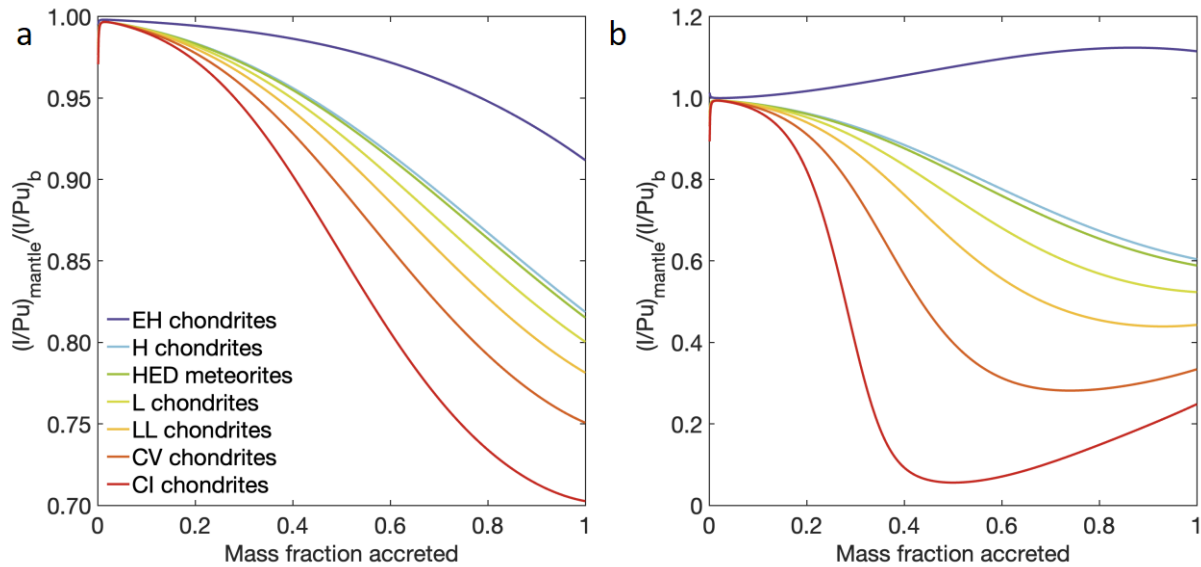 a
1.00
0.95
0.90
0.85
0.80
0.75
0.70
(I/Pu)mantle/(I/Pu)b
EH chondrites
H chondrites
HED meteorites
L chondrites
LL chondrites
CV chondrites
CI chondrites
0
0.2
0.4
0.6
0.8
1
Mass fraction accreted
b
1.2
1.0
0.8
0.6
0.4
0.2
0
(I/Pu)mantle/(I/Pu)b
0
0.2
0.4
0.6
0.8
1
Mass fraction accreted